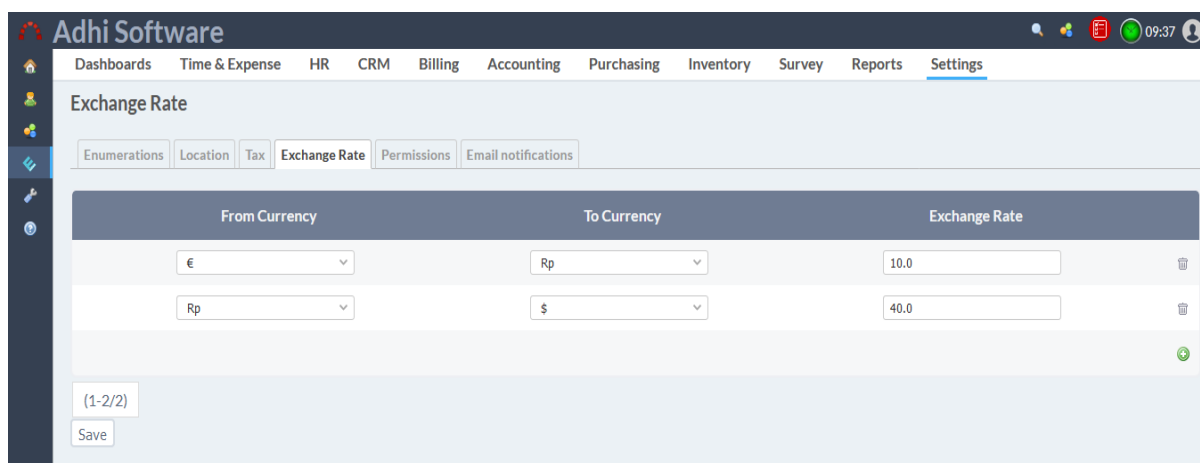 Adhi Software
09:37
Dashboards Time & Expense HR CRM Billing Accounting Purchasing Inventory Survey Reports Settings
Exchange Rate
Enumerations Location Tax Exchange Rate Permissions Email notifications
From Currency To Currency Exchange Rate
€ Rp 10.0
Rp $ 40.0
(1-2/2)
Save